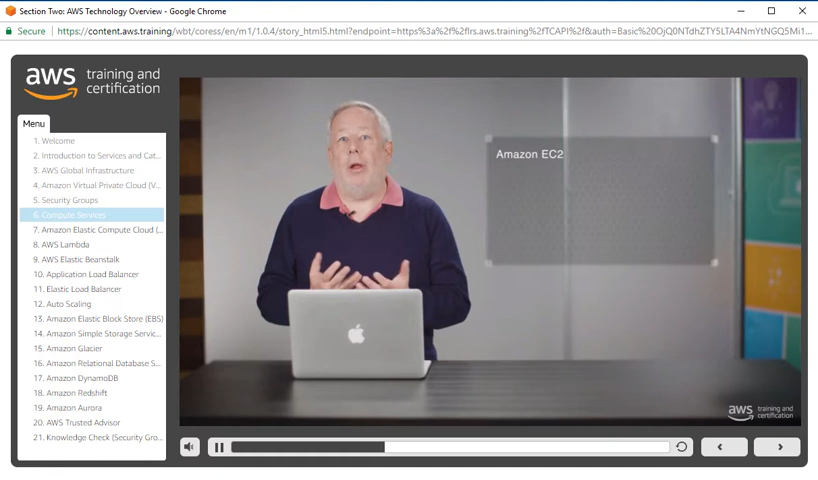 Section Two: AWS Technology Overview - Google Chrome
Secure https://content.aws.training/wbt/coress/en/m1/1.0.4/story_html5.html?endpoint=https%3a%2f%2flrs.aws.training%2fTCAPI%2f&auth=Basic%20OjQ0NTdhZTY5LTA4NmYtNGQ5Mi1...
aws training and certification
Menu
1. Welcome
2. Introduction to Services and Cat...
3. AWS Global Infrastructure
4. Amazon Virtual Private Cloud (V...
5. Security Groups
6. Compute Services
7. Amazon Elastic Compute Cloud (...
8. AWS Lambda
9. AWS Elastic Beanstalk
10. Application Load Balancer
11. Elastic Load Balancer
12. Auto Scaling
13. Amazon Elastic Block Store (EBS)
14. Amazon Simple Storage Servic...
15. Amazon Glacier
16. Amazon Relational Database S...
17. Amazon DynamoDB
18. Amazon Redshift
19. Amazon Aurora
20. AWS Trusted Advisor
21. Knowledge Check (Security Gro...
Amazon EC2
aws training and certification